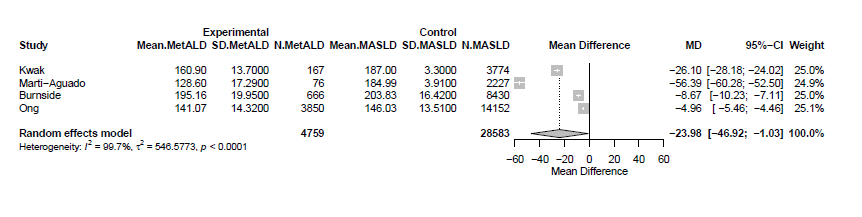 Experimental Control
Study Mean.MetALD SD.MetALD N.MetALD Mean.MASLD SD.MASLD N.MASLD Mean Difference MD 95%−CI Weight
Kwak 160.90 13.7000 167 187.00 3.3000 3774 −26.10 [−28.18; −24.02] 25.0%
Marti−Aguado 128.60 17.2900 76 184.99 3.9100 2227 −56.39 [−60.28; −52.50] 24.9%
Burnside 195.16 19.9500 666 203.83 16.4200 8430 −8.67 [−10.23; −7.11] 25.0%
Ong 141.07 14.3200 3850 146.03 13.5100 14152 −4.96 [ −5.46; −4.46] 25.1%
Random effects model 4759 28583 −23.98 [−46.92; −1.03] 100.0%
Heterogeneity: I² = 99.7%, τ² = 546.5773, p < 0.0001
−60 −40 −20 0 20 40 60
Mean Difference